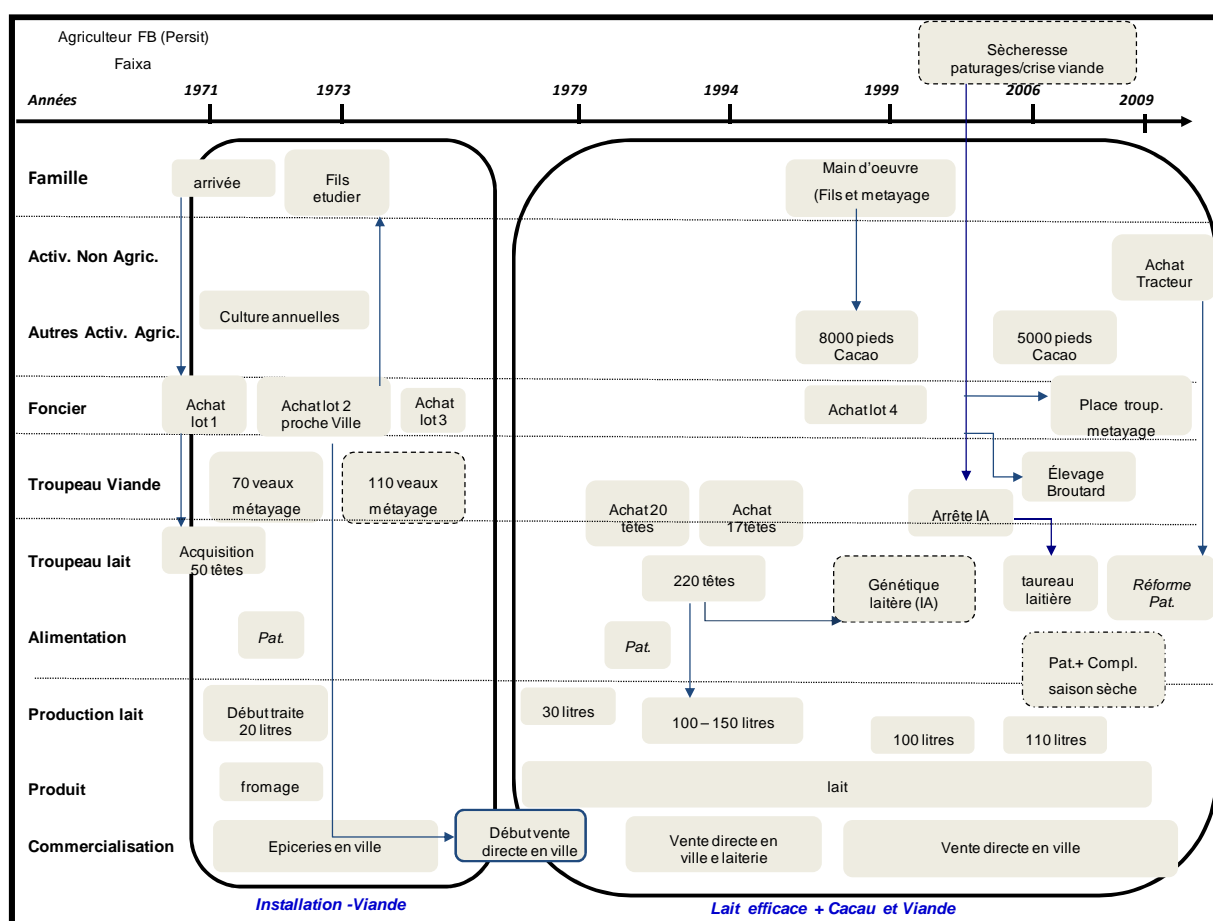 Agriculteur FB (Persit)
Faixa
Sècheresse
paturages/crise viande
Années
1971
1973
1979
1994
1999
2006
2009
Famille
arrivée
Fils
etudier
Main d'oeuvre
(Fils et metayage
Activ. Non Agric.
Achat
Tracteur
Autres Activ. Agric.
Culture annuelles
8000 pieds
Cacao
5000 pieds
Cacao
Foncier
Achat
lot 1
Achat lot 2
proche Ville
Achat
lot 3
Achat lot 4
Place troup.
metayage
Troupeau Viande
70 veaux
métayage
110 veaux
métayage
Achat 20
têtes
Achat
17têtes
Arrête IA
Élevage
Broutard
Troupeau lait
Acquisition
50 têtes
220 têtes
Génétique
laitère (IA)
taureau
laitière
Réforme
Pat.
Alimentation
Pat.
Pat.
Pat.+ Compl.
saison sèche
Production lait
Début traite
20 litres
30 litres
100 – 150 litres
100 litres
110 litres
Produit
fromage
lait
Commercialisation
Epiceries en ville
Début vente
directe en ville
Vente directe en
ville e laiterie
Vente directe en ville
Installation -Viande
Lait efficace + Cacau et Viande